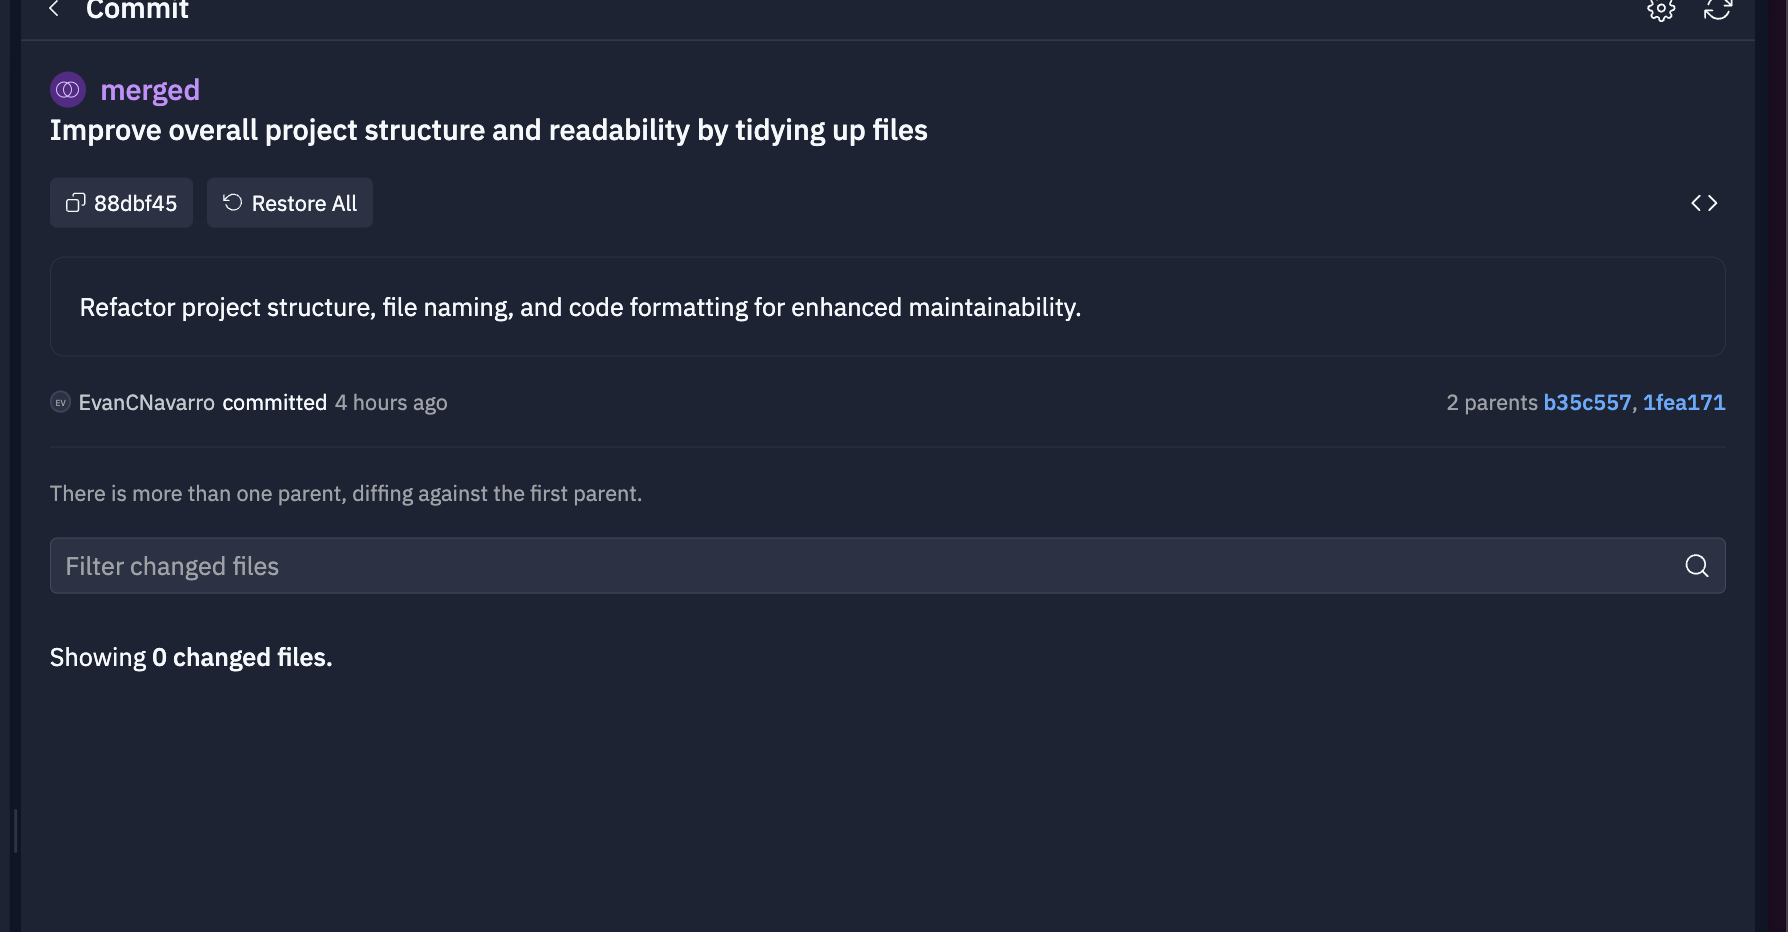 Commit
merged
Improve overall project structure and readability by tidying up files
88dbf45 Restore All
Refactor project structure, file naming, and code formatting for enhanced maintainability.
EV EvanCNavarro committed 4 hours ago 2 parents b35c557, 1fea171
There is more than one parent, diffing against the first parent.
Filter changed files
Showing 0 changed files.